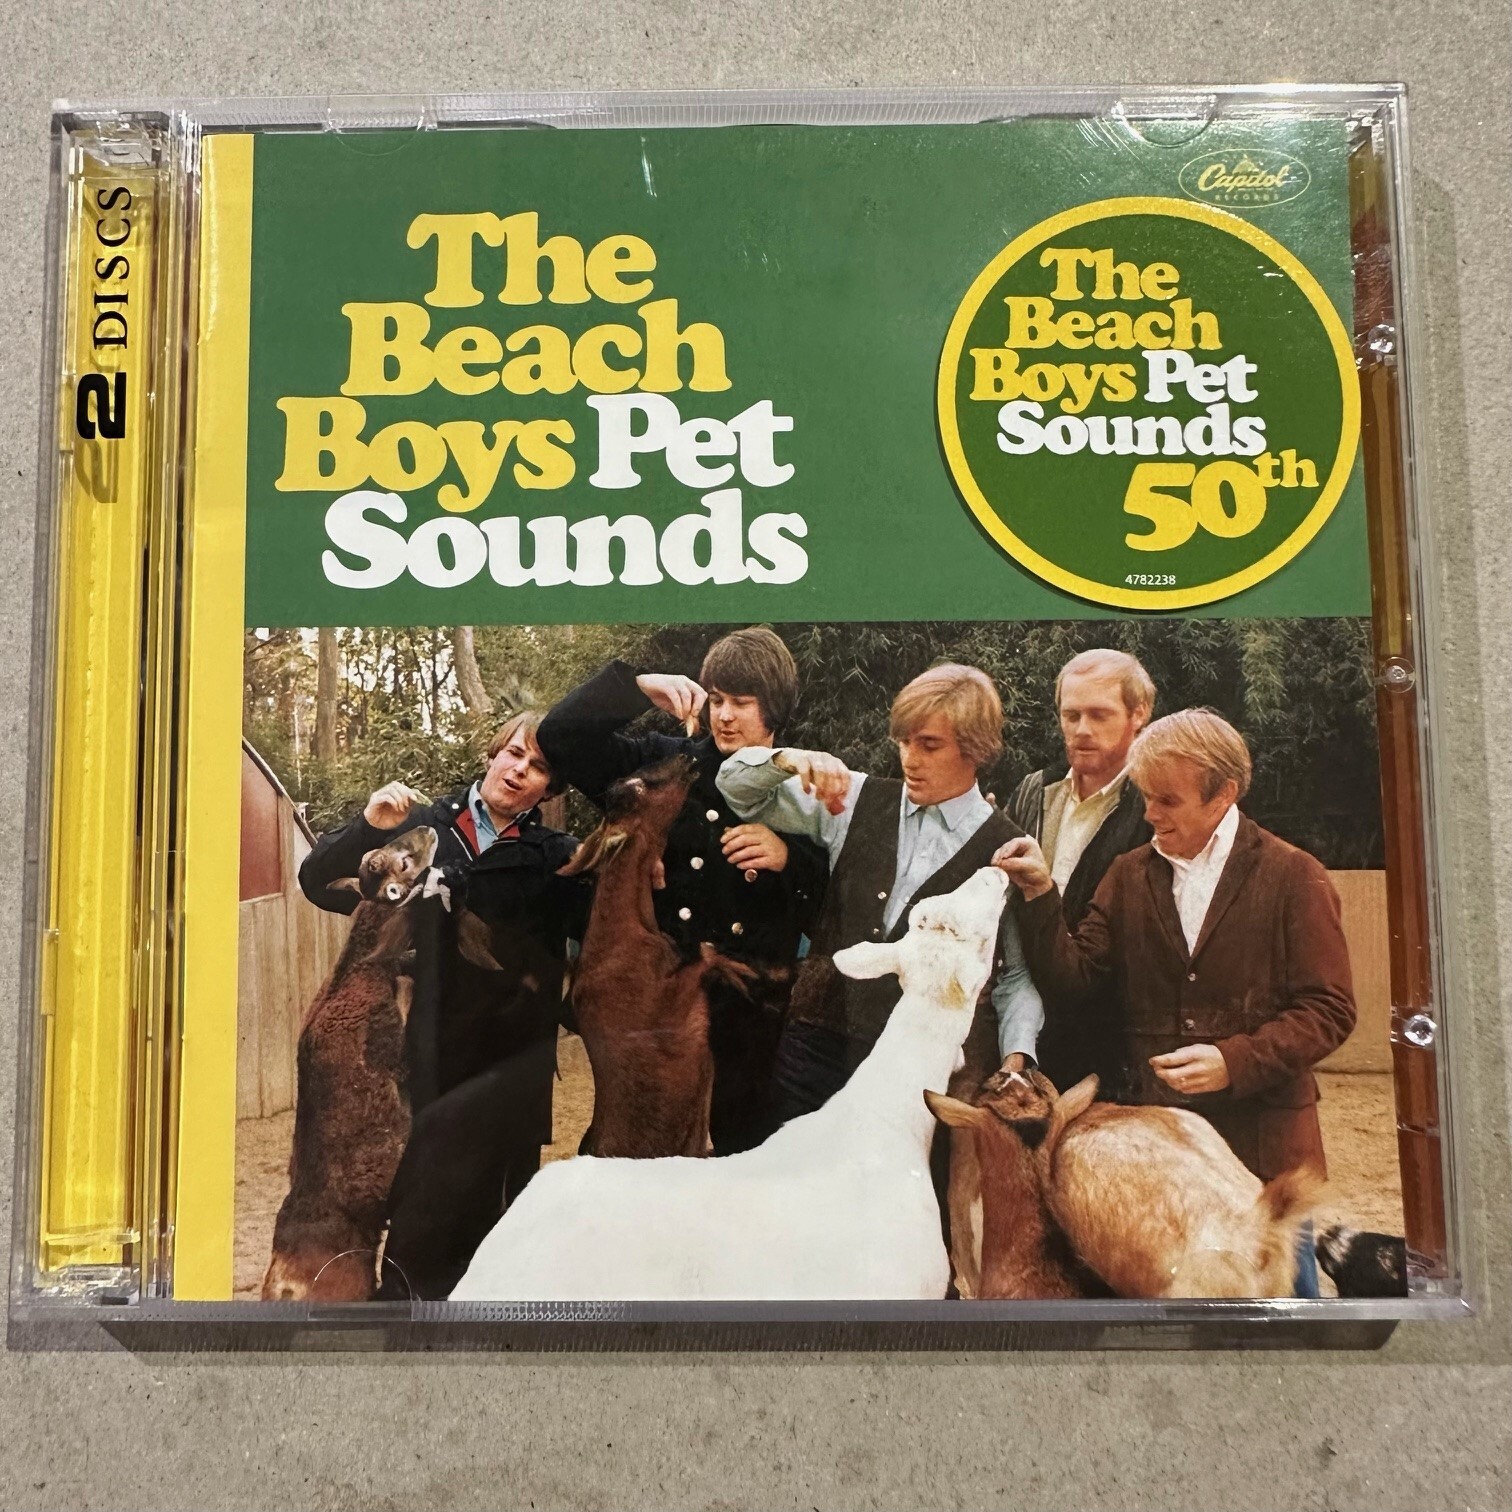 2 DISCS
The
Beach
Boys Pet
Sounds
Capitol
RECORDS
The
Beach
Boys Pet
Sounds
50th
4782238